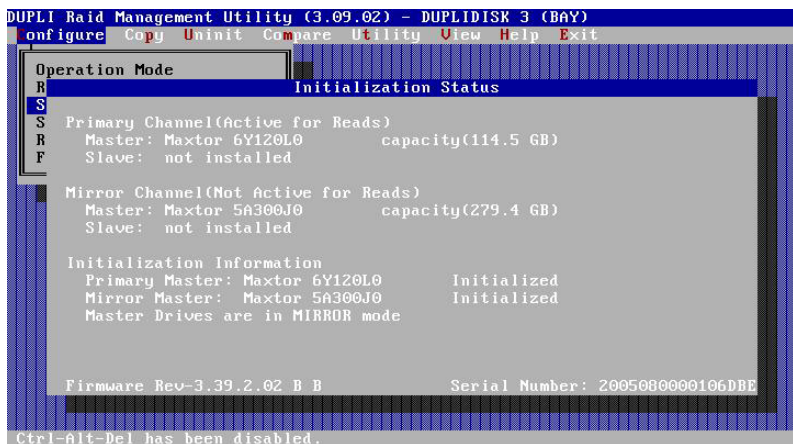 DUPLI Raid Management Utility (3.09.02) - DUPLIDISK 3 (BAY)
Configure Copy Uninit Compare Utility View Help Exit
Operation Mode
R
Initialization Status
S
S
Primary Channel(Active for Reads)
R
Master: Maxtor 6Y120L0 capacity(114.5 GB)
F
Slave: not installed
Mirror Channel(Not Active for Reads)
Master: Maxtor 5A300J0 capacity(279.4 GB)
Slave: not installed
Initialization Information
Primary Master: Maxtor 6Y120L0 Initialized
Mirror Master: Maxtor 5A300J0 Initialized
Master Drives are in MIRROR mode
Firmware Rev-3.39.2.02 B B Serial Number: 2005080000106DBE
Ctrl-Alt-Del has been disabled.